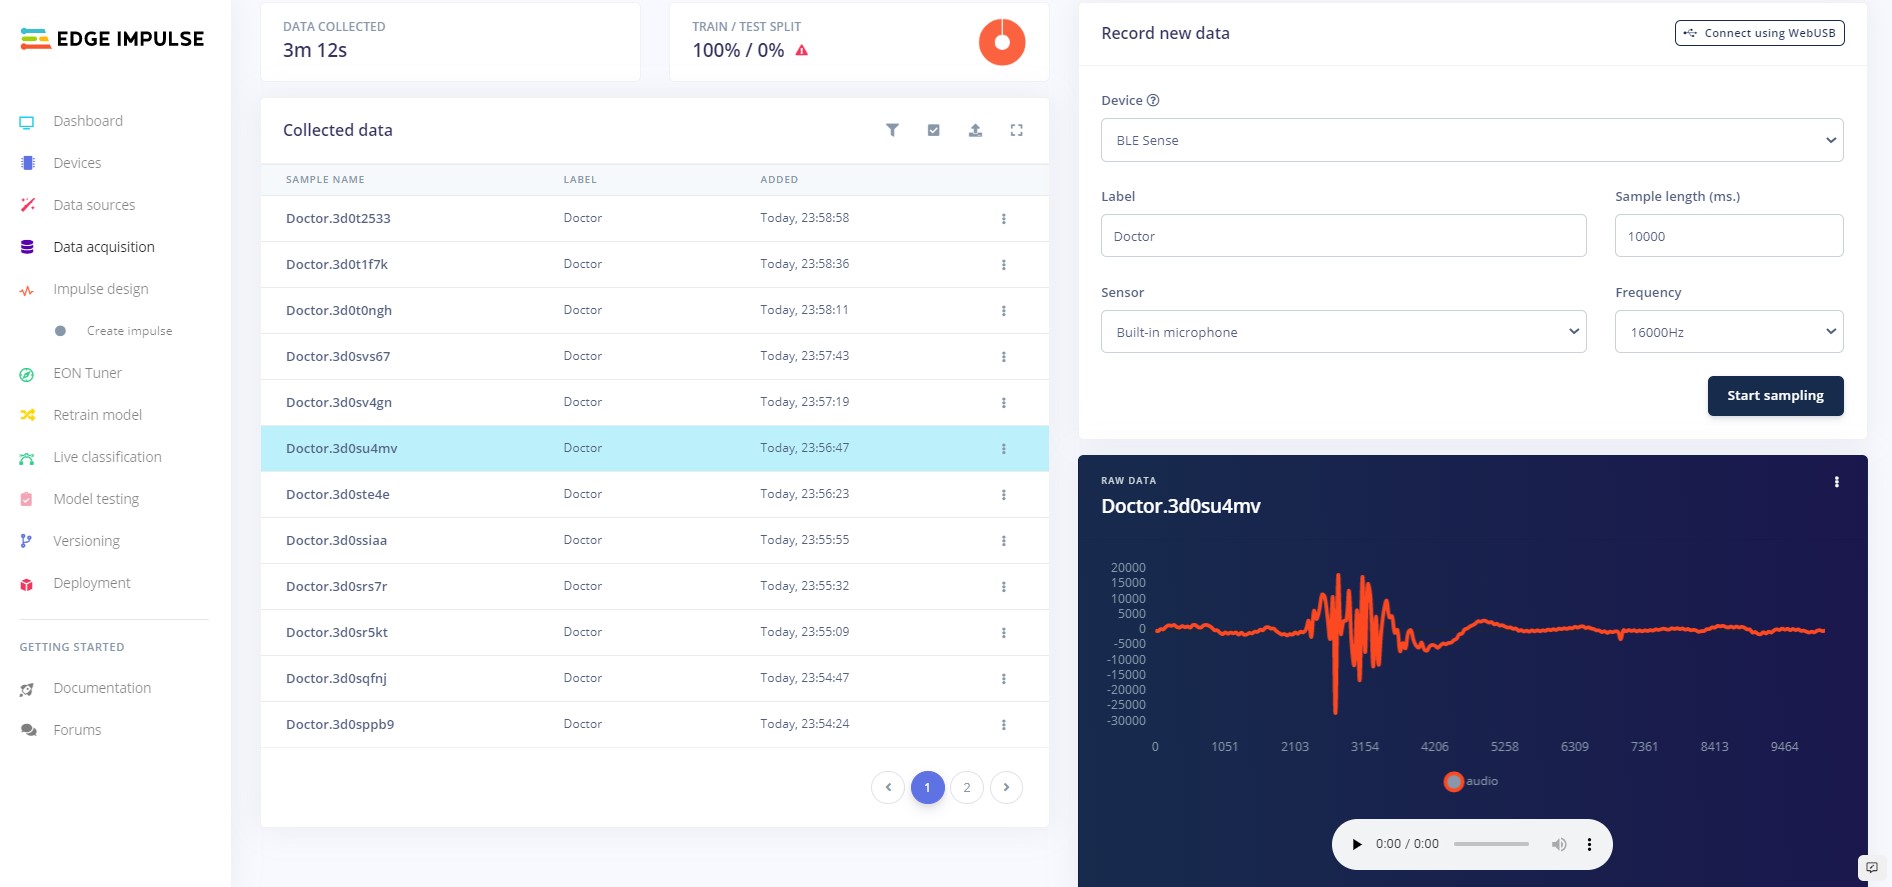 EDGE IMPULSE
Dashboard
Devices
Data sources
Data acquisition
Impulse design
Create impulse
EON Tuner
Retrain model
Live classification
Model testing
Versioning
Deployment
GETTING STARTED
Documentation
Forums
DATA COLLECTED
3m 12s
TRAIN / TEST SPLIT
100% / 0%
Collected data
SAMPLE NAME LABEL ADDED
Doctor.3d0t2533 Doctor Today, 23:58:58
Doctor.3d0t1f7k Doctor Today, 23:58:36
Doctor.3d0t0ngh Doctor Today, 23:58:11
Doctor.3d0svs67 Doctor Today, 23:57:43
Doctor.3d0sv4gn Doctor Today, 23:57:19
Doctor.3d0su4mv Doctor Today, 23:56:47
Doctor.3d0ste4e Doctor Today, 23:56:23
Doctor.3d0ssiaa Doctor Today, 23:55:55
Doctor.3d0srs7r Doctor Today, 23:55:32
Doctor.3d0sr5kt Doctor Today, 23:55:09
Doctor.3d0sqfnj Doctor Today, 23:54:47
Doctor.3d0sppb9 Doctor Today, 23:54:24
1 2
Record new data
Connect using WebUSB
Device
BLE Sense
Label Sample length (ms.)
Doctor 10000
Sensor Frequency
Built-in microphone 16000Hz
Start sampling
RAW DATA
Doctor.3d0su4mv
20000
15000
10000
5000
0
-5000
-10000
-15000
-20000
-25000
-30000
0 1051 2103 3154 4206 5258 6309 7361 8413 9464
audio
0:00 / 0:00